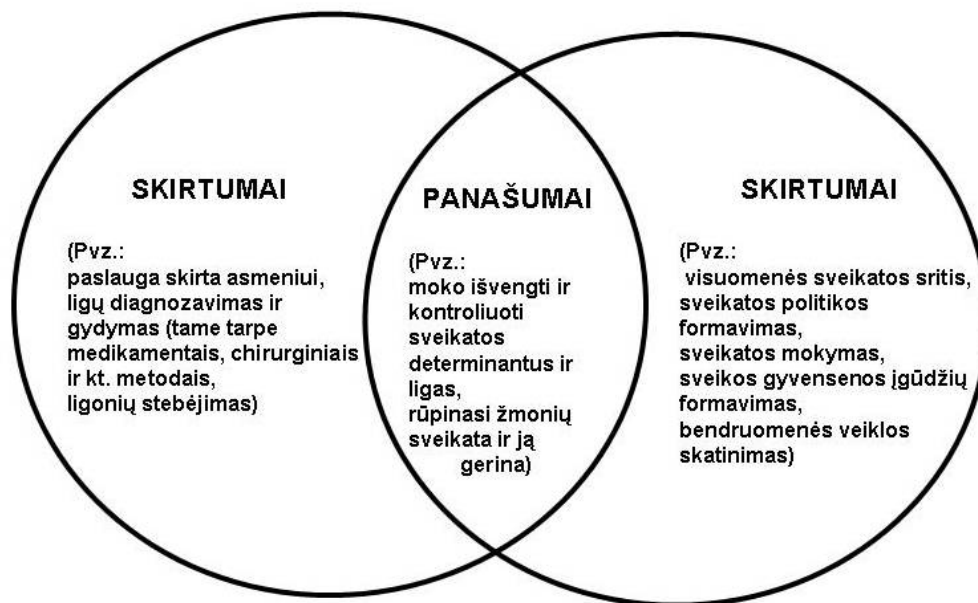 SKIRTUMAI
(Pvz.:
paslauga skirta asmeniui,
ligų diagnozavimas ir
gydymas (tame tarpe
medikamentais, chirurginiais
ir kt. metodais,
ligonių stebėjimas)
PANAŠUMAI
(Pvz.:
moko išvengti ir
kontroliuoti
sveikatos
determinantus ir
ligas,
rūpinasi žmonių
sveikata ir ją
gerina)
SKIRTUMAI
(Pvz.:
visuomenės sveikatos sritis,
sveikatos politikos
formavimas,
sveikatos mokymas,
sveikos gyvensenos įgūdžių
formavimas,
bendruomenės veiklos
skatinimas)